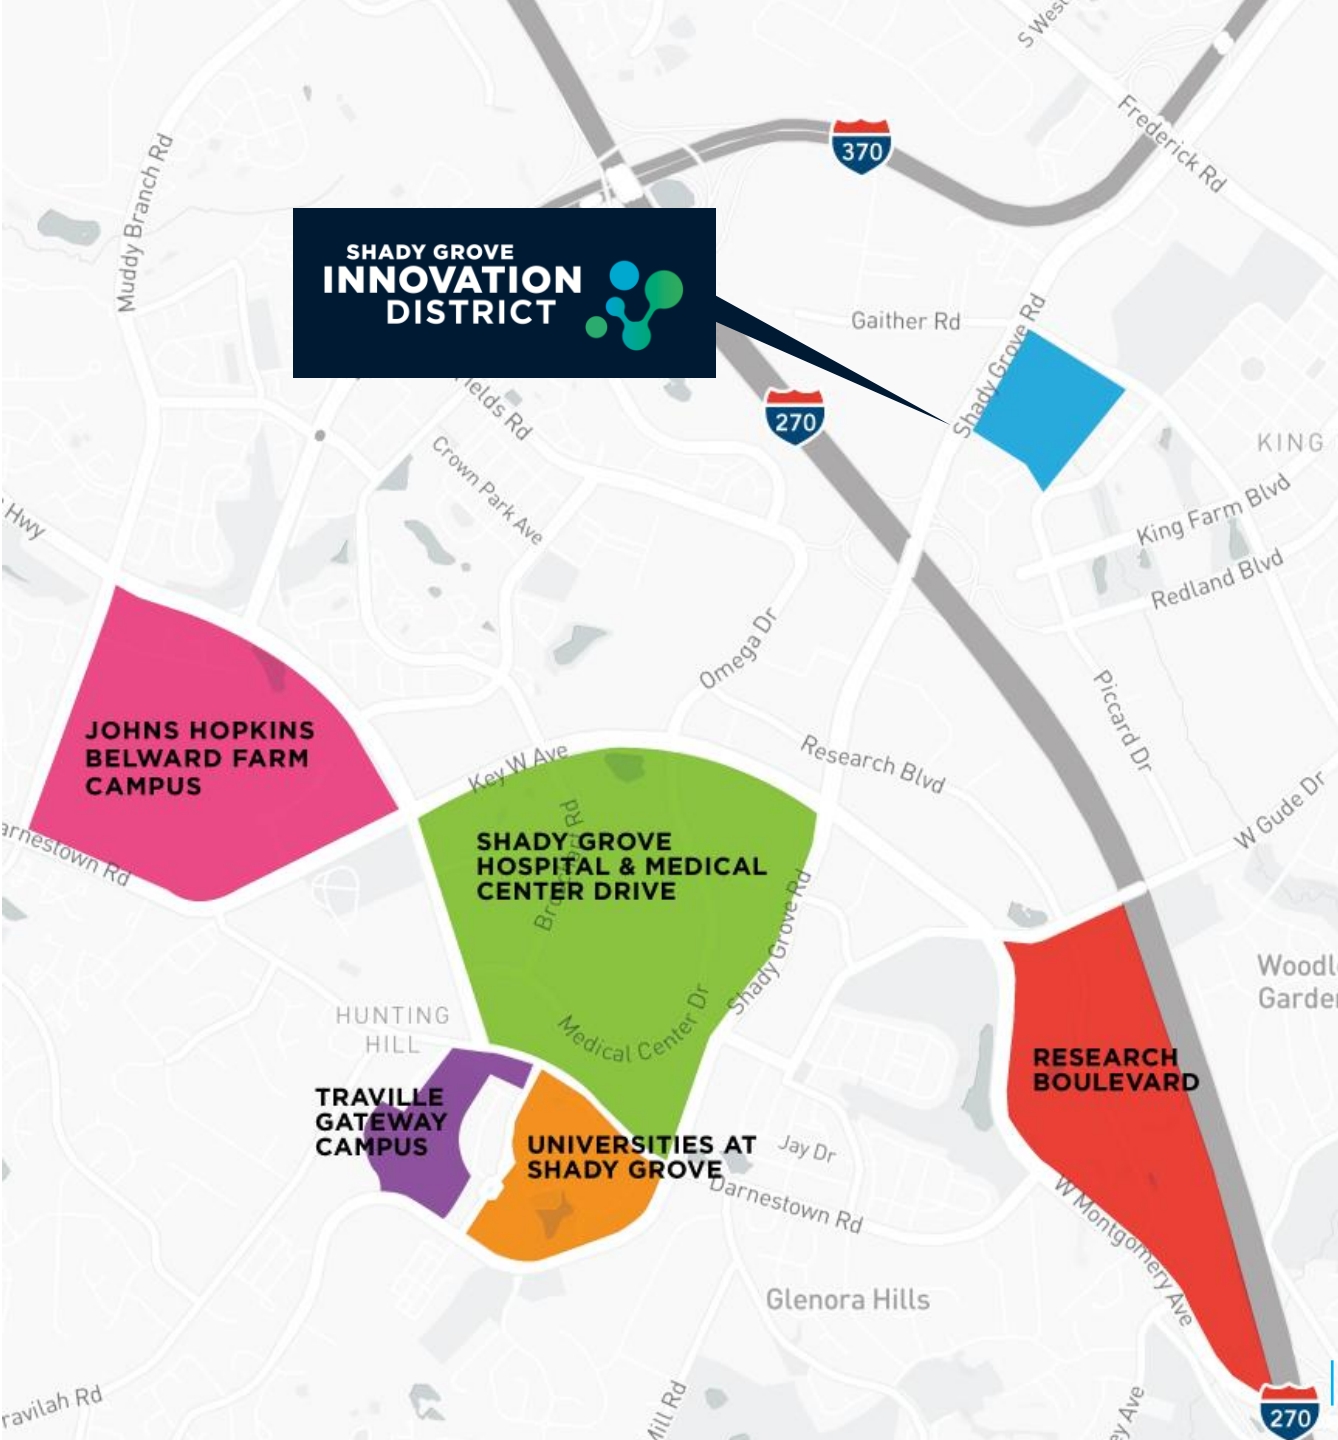 S West
Frederick Rd
370
Muddy Branch Rd
SHADY GROVE
INNOVATION
DISTRICT
Gaither Rd
Shady Grove Rd
270
ields Rd
Crown Park Ave
KING
Hwy
King Farm Blvd
Redland Blvd
Omega Dr
Piccard Dr
JOHNS HOPKINS
BELWARD FARM
CAMPUS
Key W Ave
Research Blvd
W Gude Dr
arnestown Rd
SHADY GROVE
HOSPITAL & MEDICAL
CENTER DRIVE
Shady Grove Rd
Medical Center Dr
Woodl
Garde
HUNTING
HILL
RESEARCH
BOULEVARD
TRAVILLE
GATEWAY
CAMPUS
UNIVERSITIES AT
SHADY GROVE
Jay Dr
Darnestown Rd
W Montgomery Ave
Glenora Hills
ravilah Rd
Mill Rd
ey Ave
270